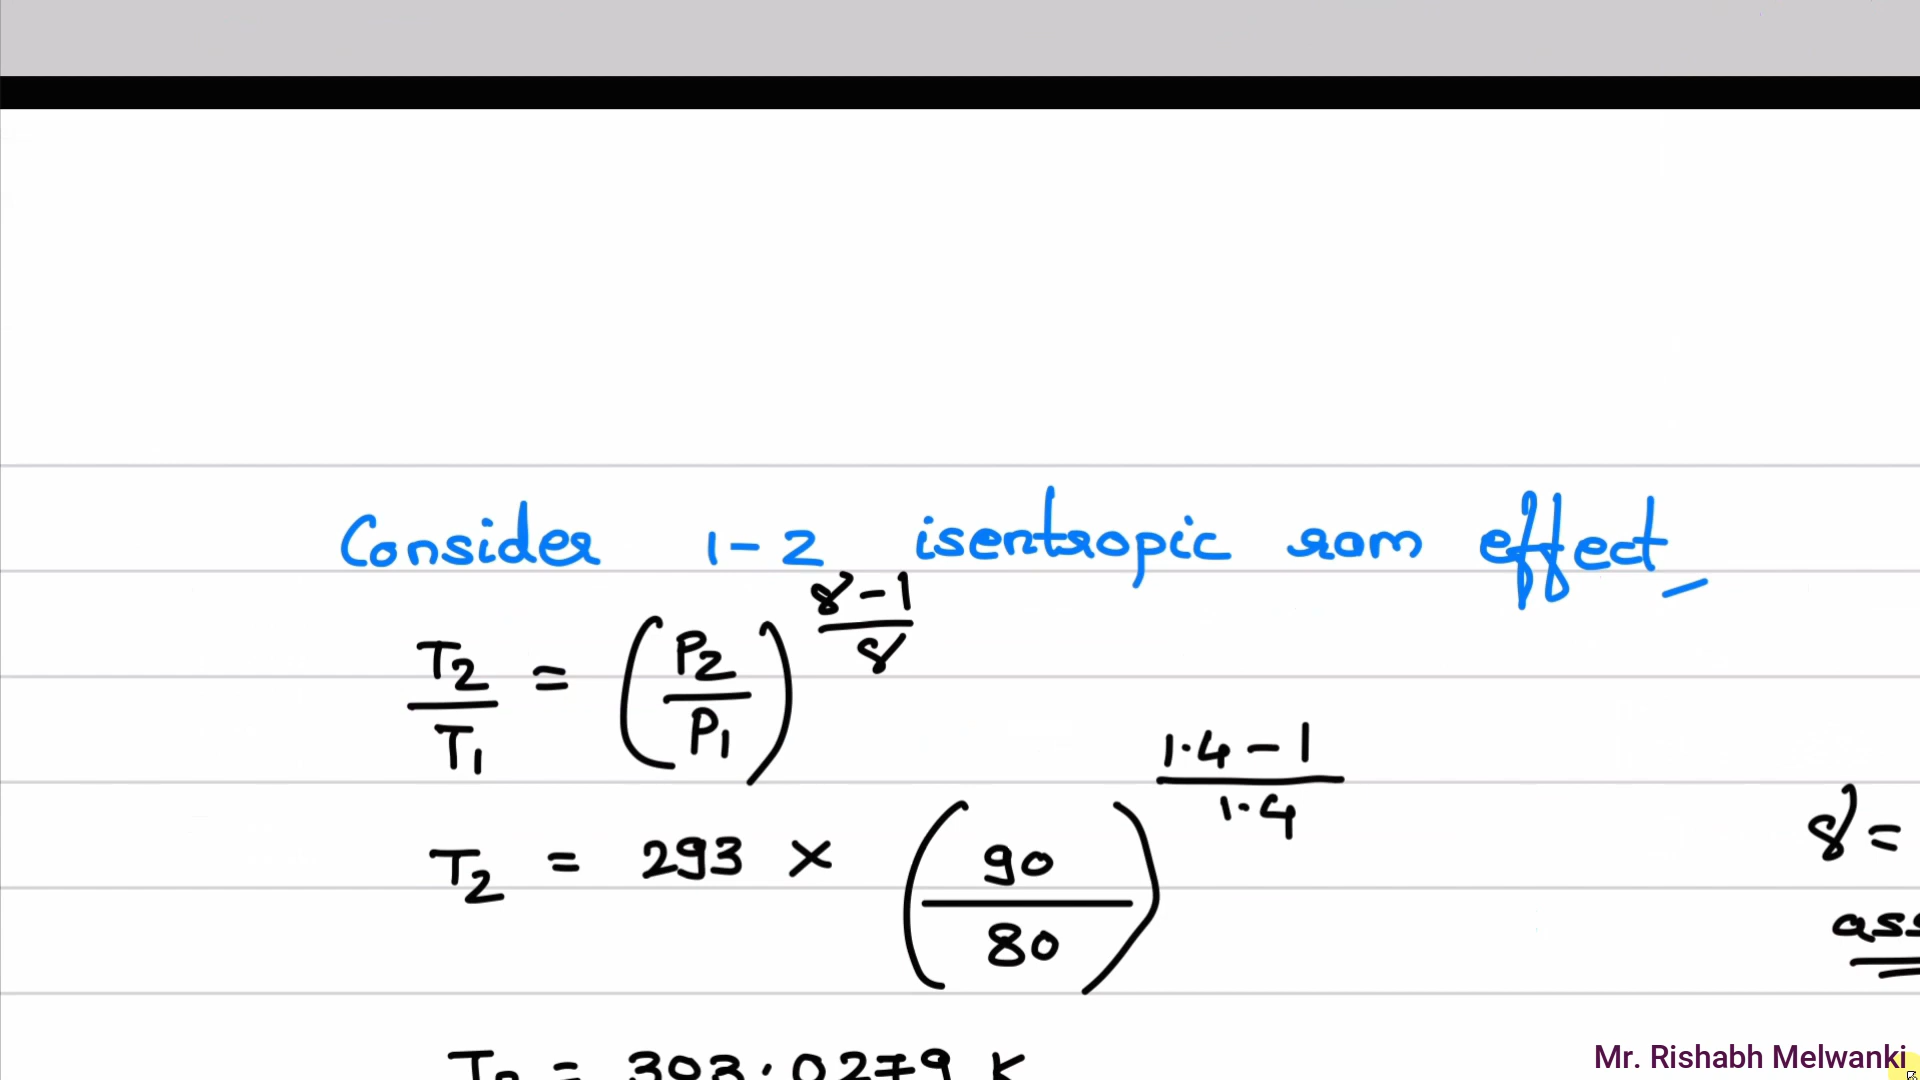 Consider 1-2 isentropic ram effect
T2/T1 = (P2/P1)^((γ-1)/γ)
T2 = 293 × (90/80)^((1.4-1)/1.4)
γ =
T2 = 303.0279 K
Mr. Rishabh Melwanki